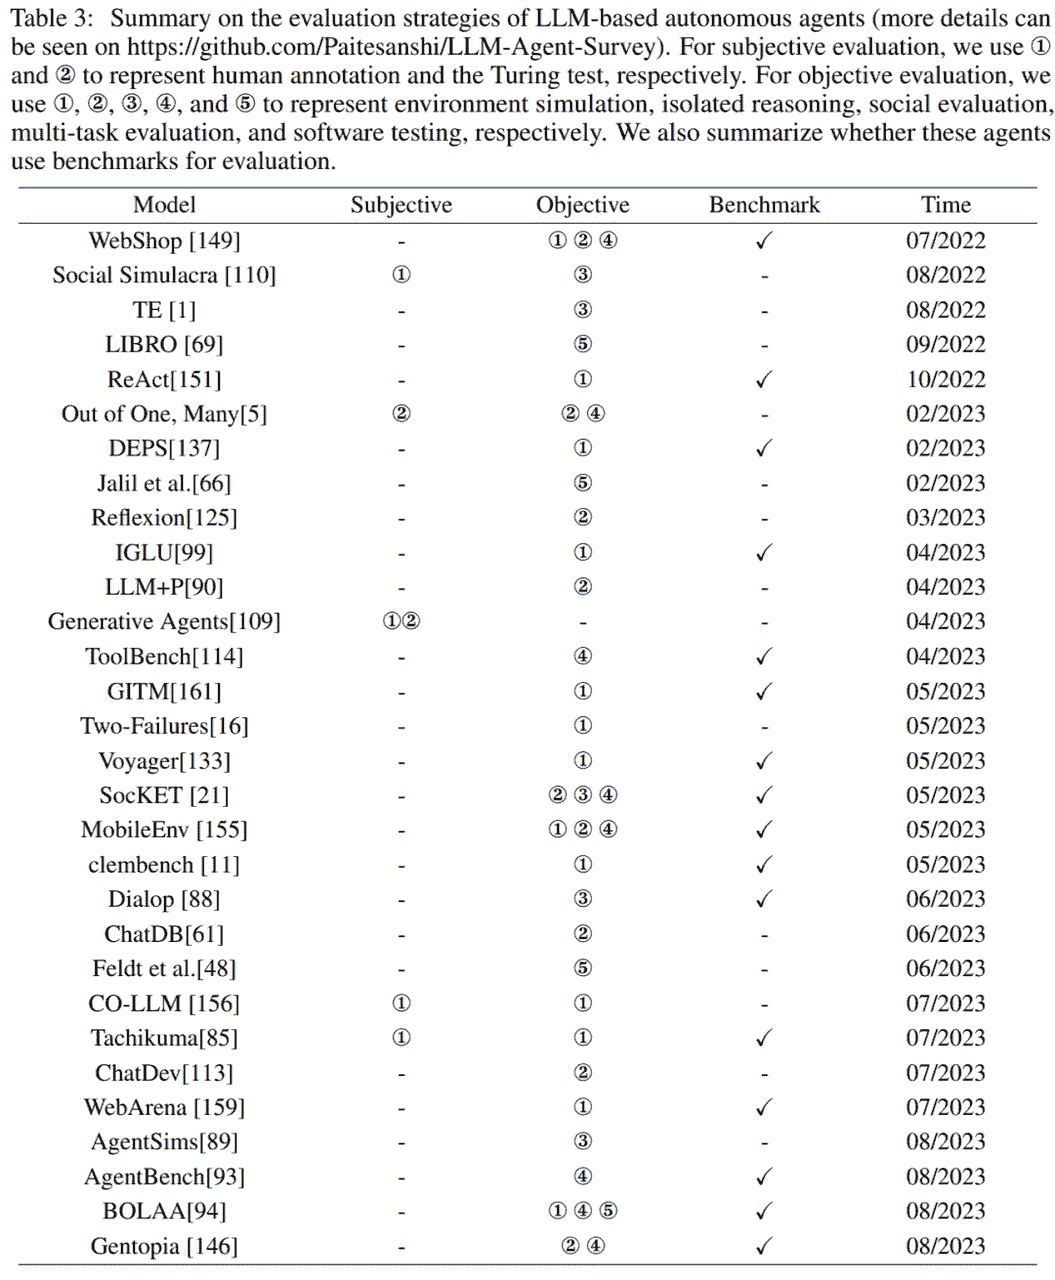 Table 3: Summary on the evaluation strategies of LLM-based autonomous agents (more details can
be seen on https://github.com/Paitesanshi/LLM-Agent-Survey). For subjective evaluation, we use ①
and ② to represent human annotation and the Turing test, respectively. For objective evaluation, we
use ①, ②, ③, ④, and ⑤ to represent environment simulation, isolated reasoning, social evaluation,
multi-task evaluation, and software testing, respectively. We also summarize whether these agents
use benchmarks for evaluation.
Model Subjective Objective Benchmark Time
WebShop [149] - ① ② ④ ✓ 07/2022
Social Simulacra [110] ① ③ - 08/2022
TE [1] - ③ - 08/2022
LIBRO [69] - ⑤ - 09/2022
ReAct[151] - ① ✓ 10/2022
Out of One, Many[5] ② ② ④ - 02/2023
DEPS[137] - ① ✓ 02/2023
Jalil et al.[66] - ⑤ - 02/2023
Reflexion[125] - ② - 03/2023
IGLU[99] - ① ✓ 04/2023
LLM+P[90] - ② - 04/2023
Generative Agents[109] ①② - - 04/2023
ToolBench[114] - ④ ✓ 04/2023
GITM[161] - ① ✓ 05/2023
Two-Failures[16] - ① - 05/2023
Voyager[133] - ① ✓ 05/2023
SocKET [21] - ② ③ ④ ✓ 05/2023
MobileEnv [155] - ① ② ④ ✓ 05/2023
clembench [11] - ① ✓ 05/2023
Dialop [88] - ③ ✓ 06/2023
ChatDB[61] - ② - 06/2023
Feldt et al.[48] - ⑤ - 06/2023
CO-LLM [156] ① ① - 07/2023
Tachikuma[85] ① ① ✓ 07/2023
ChatDev[113] - ② - 07/2023
WebArena [159] - ① ✓ 07/2023
AgentSims[89] - ③ - 08/2023
AgentBench[93] - ④ ✓ 08/2023
BOLAA[94] - ① ④ ⑤ ✓ 08/2023
Gentopia [146] - ② ④ ✓ 08/2023